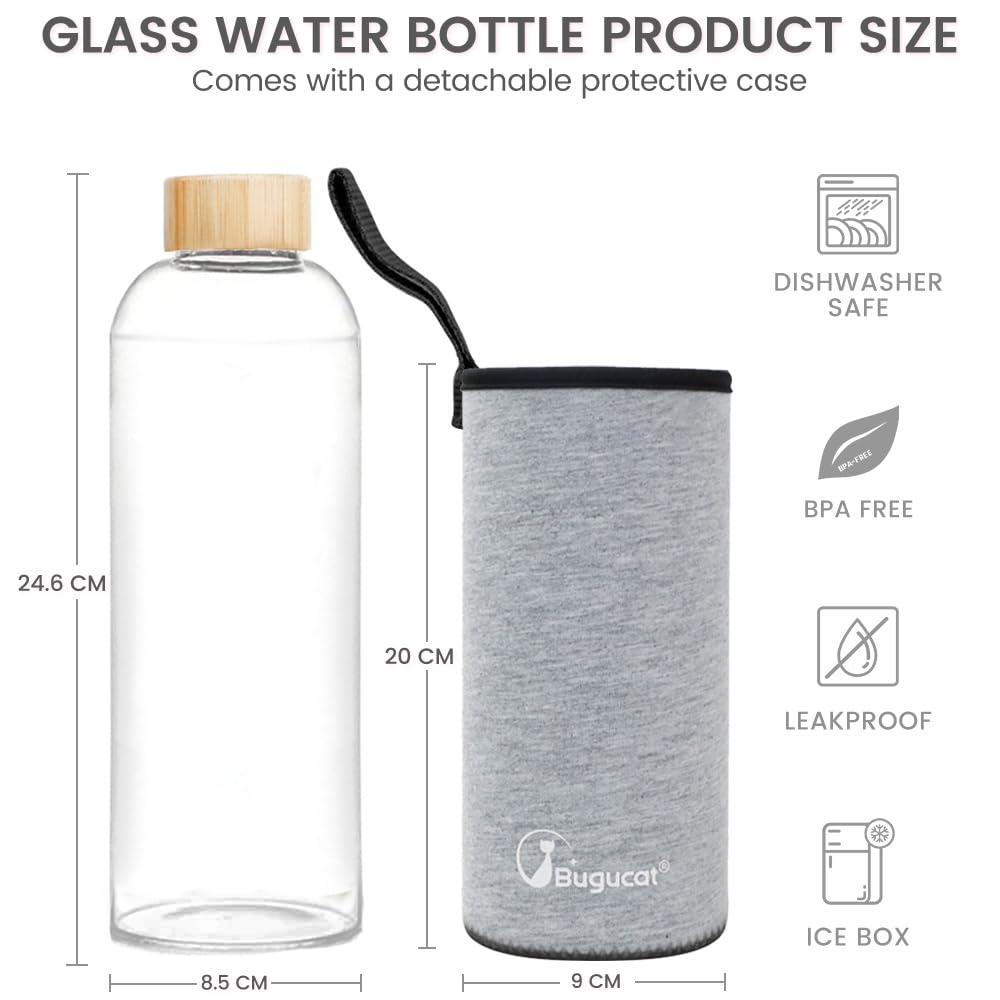 GLASS WATER BOTTLE PRODUCT SIZE
Comes with a detachable protective case
24.6 CM
8.5 CM
20 CM
9 CM
Bugucat®
DISHWASHER
SAFE
BPA-FREE
BPA FREE
LEAKPROOF
ICE BOX